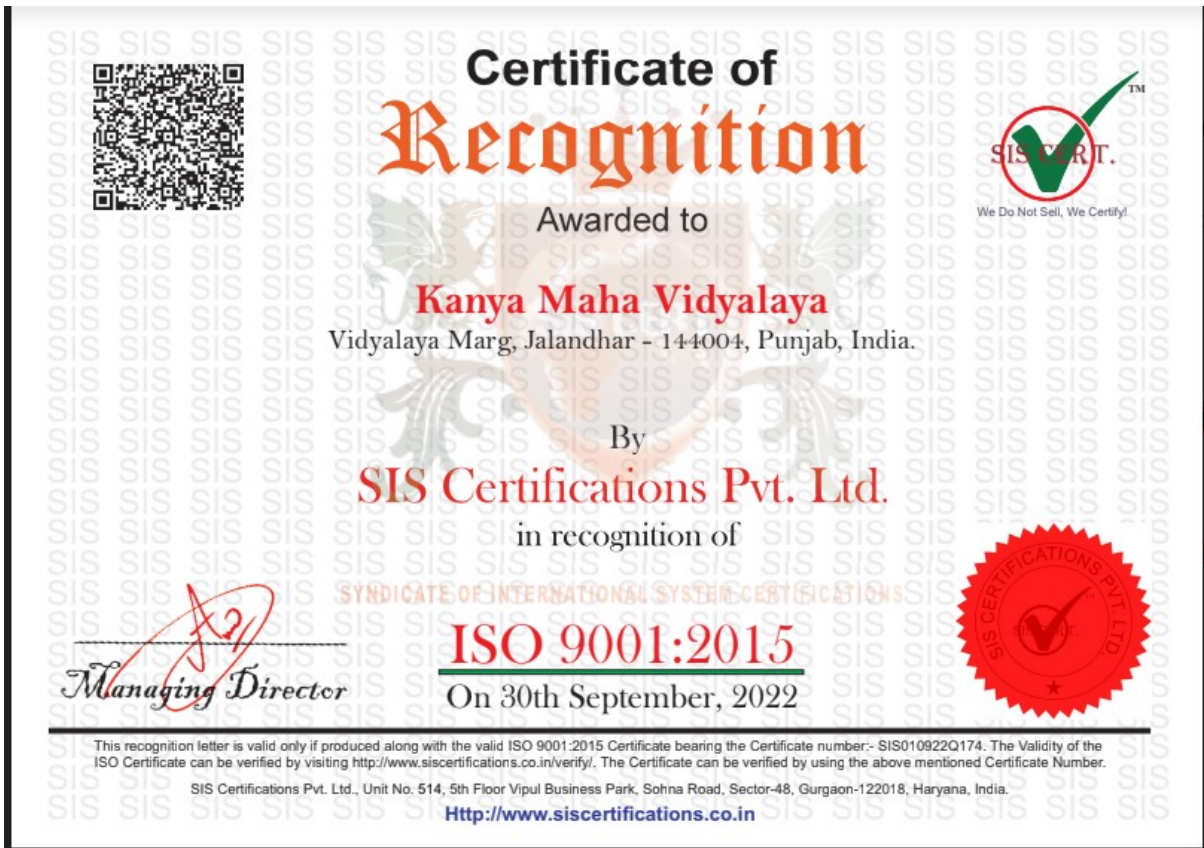 Certificate of
Recognition
Awarded to
SIS CERT.
TM
We Do Not Sell, We Certify!
Kanya Maha Vidyalaya
Vidyalaya Marg, Jalandhar - 144004, Punjab, India.
By
SIS Certifications Pvt. Ltd.
in recognition of
SYNDICATE OF INTERNATIONAL SYSTEM CERTIFICATIONS
ISO 9001:2015
On 30th September, 2022
Managing Director
SIS CERTIFICATIONS PVT. LTD.
SIS CERT.
This recognition letter is valid only if produced along with the valid ISO 9001:2015 Certificate bearing the Certificate number:- SIS010922Q174. The Validity of the
ISO Certificate can be verified by visiting http://www.siscertifications.co.in/verify/. The Certificate can be verified by using the above mentioned Certificate Number.
SIS Certifications Pvt. Ltd., Unit No. 514, 5th Floor Vipul Business Park, Sohna Road, Sector-48, Gurgaon-122018, Haryana, India.
Http://www.siscertifications.co.in